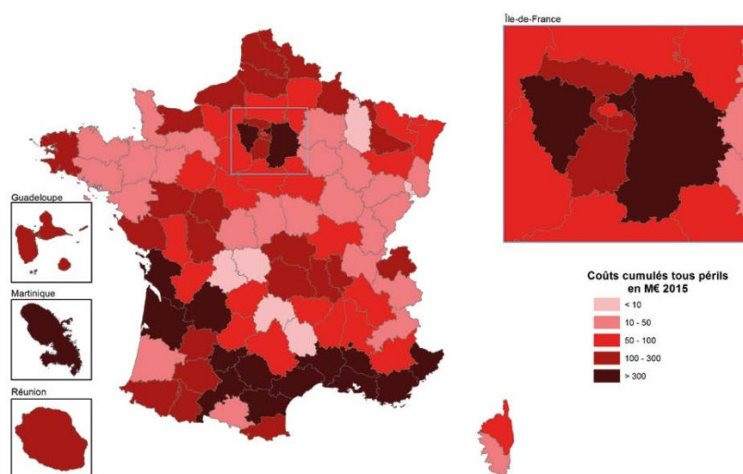 Île-de-France
Guadeloupe
Martinique
Réunion
Coûts cumulés tous périls
en M€ 2015
< 10
10 - 50
50 - 100
100 - 300
> 300